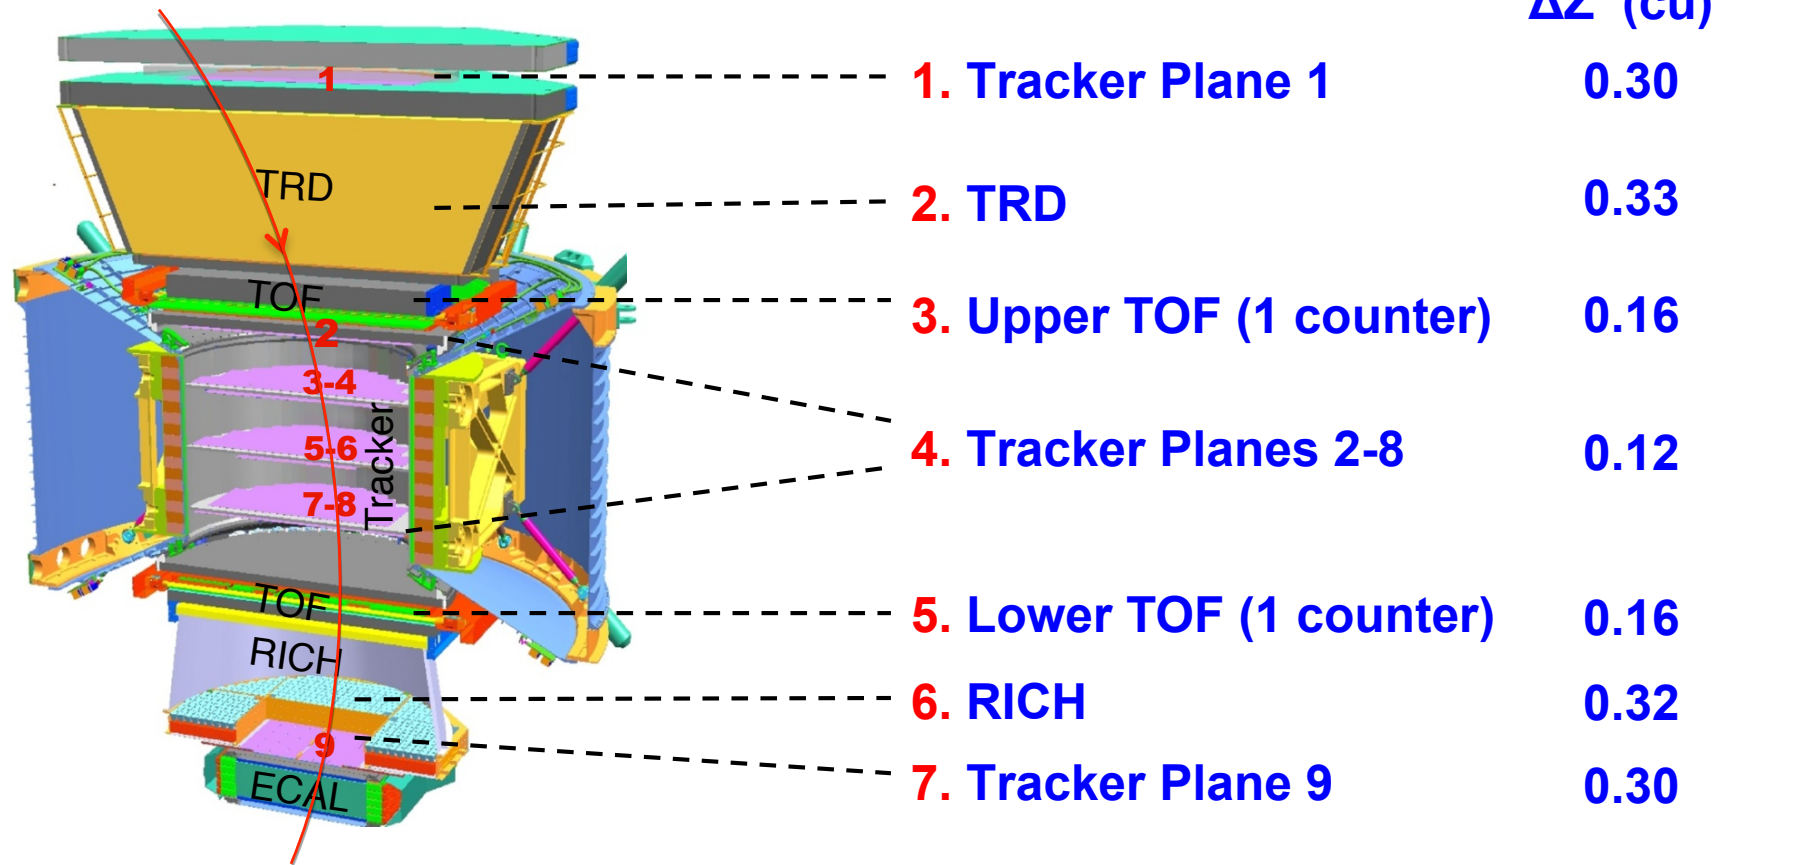 ΔZ (cu)
1
1. Tracker Plane 1 0.30
TRD
2. TRD 0.33
TOF
3. Upper TOF (1 counter) 0.16
2
3-4
5-6
Tracker
4. Tracker Planes 2-8 0.12
7-8
TOF
5. Lower TOF (1 counter) 0.16
RICH
6. RICH 0.32
9
7. Tracker Plane 9 0.30
ECAL